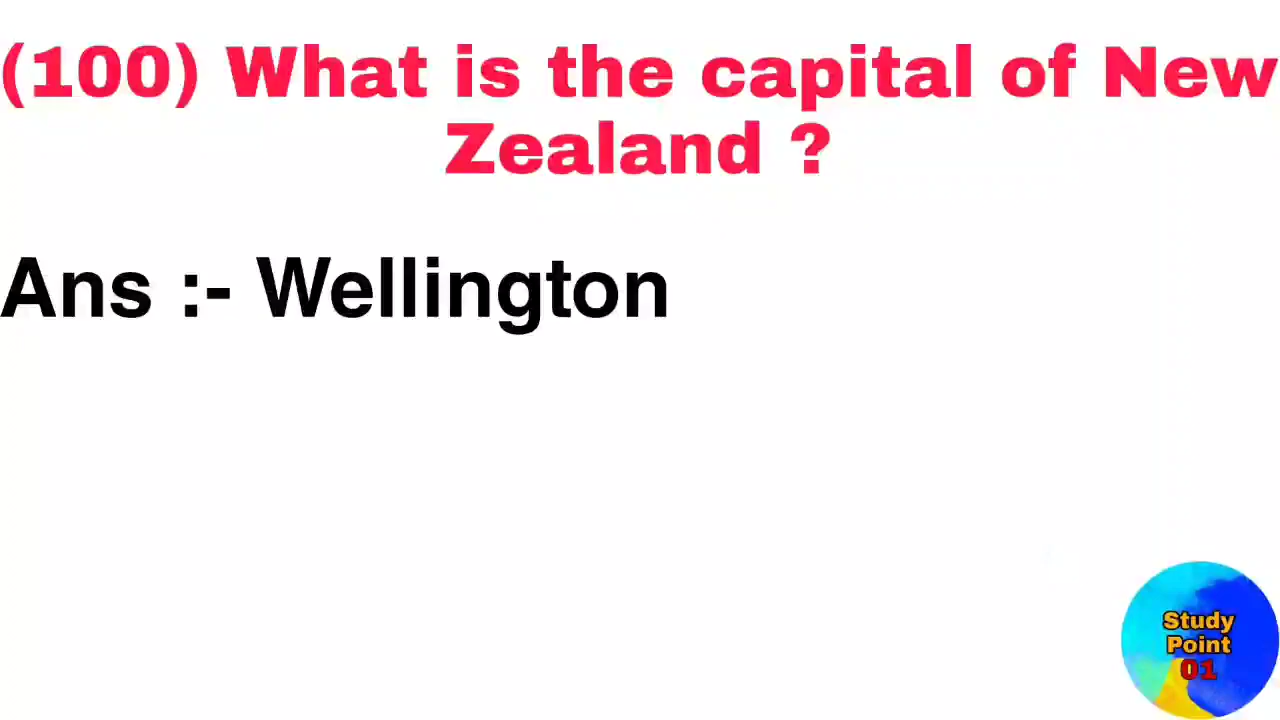 (100) What is the capital of New
Zealand ?
Ans :- Wellington
Study
Point
01